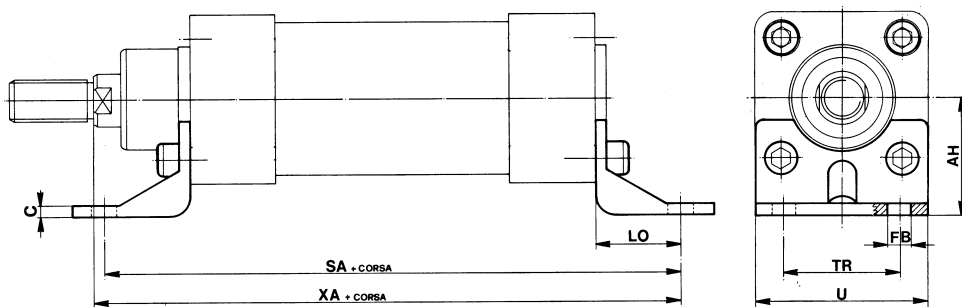 C
LO
SA + CORSA
XA + CORSA
AH
FB
TR
U